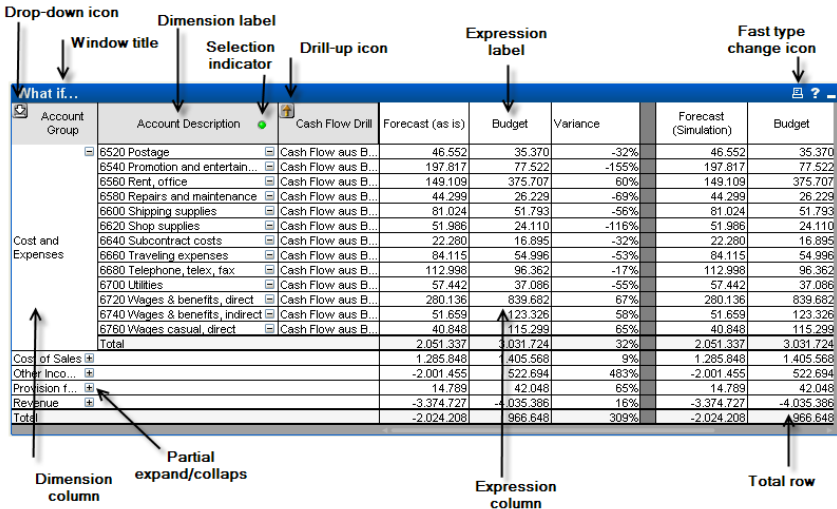 Drop-down icon
Dimension label
Window title
Selection indicator
Drill-up icon
Expression label
Fast type change icon
What if...
?
Account Group
Account Description
Cash Flow Drill
Forecast (as is)
Budget
Variance
Forecast (Simulation)
Budget
Cost and Expenses
6520 Postage Cash Flow aus B... 46.552 35.370 -32% 46.552 35.370
6540 Promotion and entertain... Cash Flow aus B... 197.817 77.522 -155% 197.817 77.522
6560 Rent, office Cash Flow aus B... 149.109 375.707 60% 149.109 375.707
6580 Repairs and maintenance Cash Flow aus B... 44.299 26.229 -69% 44.299 26.229
6600 Shipping supplies Cash Flow aus B... 81.024 51.793 -56% 81.024 51.793
6620 Shop supplies Cash Flow aus B... 51.986 24.110 -116% 51.986 24.110
6640 Subcontract costs Cash Flow aus B... 22.280 16.895 -32% 22.280 16.895
6660 Traveling expenses Cash Flow aus B... 84.115 54.996 -53% 84.115 54.996
6680 Telephone, telex, fax Cash Flow aus B... 112.998 96.362 -17% 112.998 96.362
6700 Utilities Cash Flow aus B... 57.442 37.086 -55% 57.442 37.086
6720 Wages & benefits, direct Cash Flow aus B... 280.136 839.682 67% 280.136 839.682
6740 Wages & benefits, indirect Cash Flow aus B... 51.659 123.326 58% 51.659 123.326
6760 Wages casual, direct Cash Flow aus B... 40.848 115.299 65% 40.848 115.299
Total 2.051.337 3.031.724 32% 2.051.337 3.031.724
Cost of Sales 1.285.848 1.405.568 9% 1.285.848 1.405.568
Other Inco... -2.001.455 522.694 483% -2.001.455 522.694
Provision f... 14.789 42.048 65% 14.789 42.048
Revenue -3.374.727 -4.035.386 16% -3.374.727 -4.035.386
Total -2.024.208 966.648 309% -2.024.208 966.648
Dimension column
Partial expand/collaps
Expression column
Total row